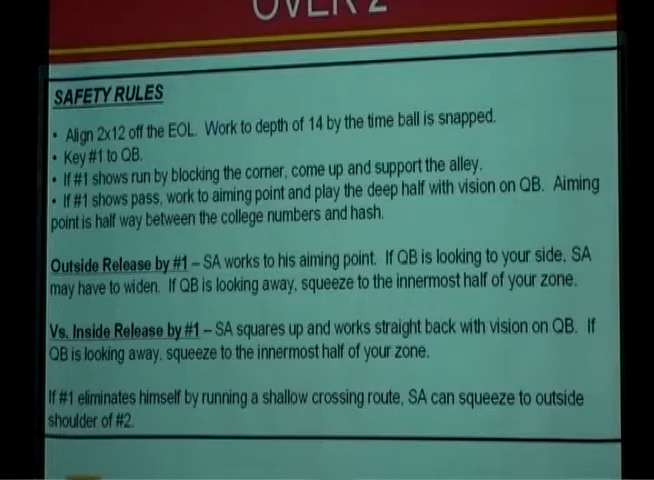 OVER 2
SAFETY RULES
• Align 2x12 off the EOL. Work to depth of 14 by the time ball is snapped.
• Key #1 to QB.
• If #1 shows run by blocking the corner, come up and support the alley.
• If #1 shows pass, work to aiming point and play the deep half with vision on QB. Aiming
point is half way between the college numbers and hash.
Outside Release by #1 – SA works to his aiming point. If QB is looking to your side, SA
may have to widen. If QB is looking away, squeeze to the innermost half of your zone.
Vs. Inside Release by #1 – SA squares up and works straight back with vision on QB. If
QB is looking away, squeeze to the innermost half of your zone.
If #1 eliminates himself by running a shallow crossing route, SA can squeeze to outside
shoulder of #2.